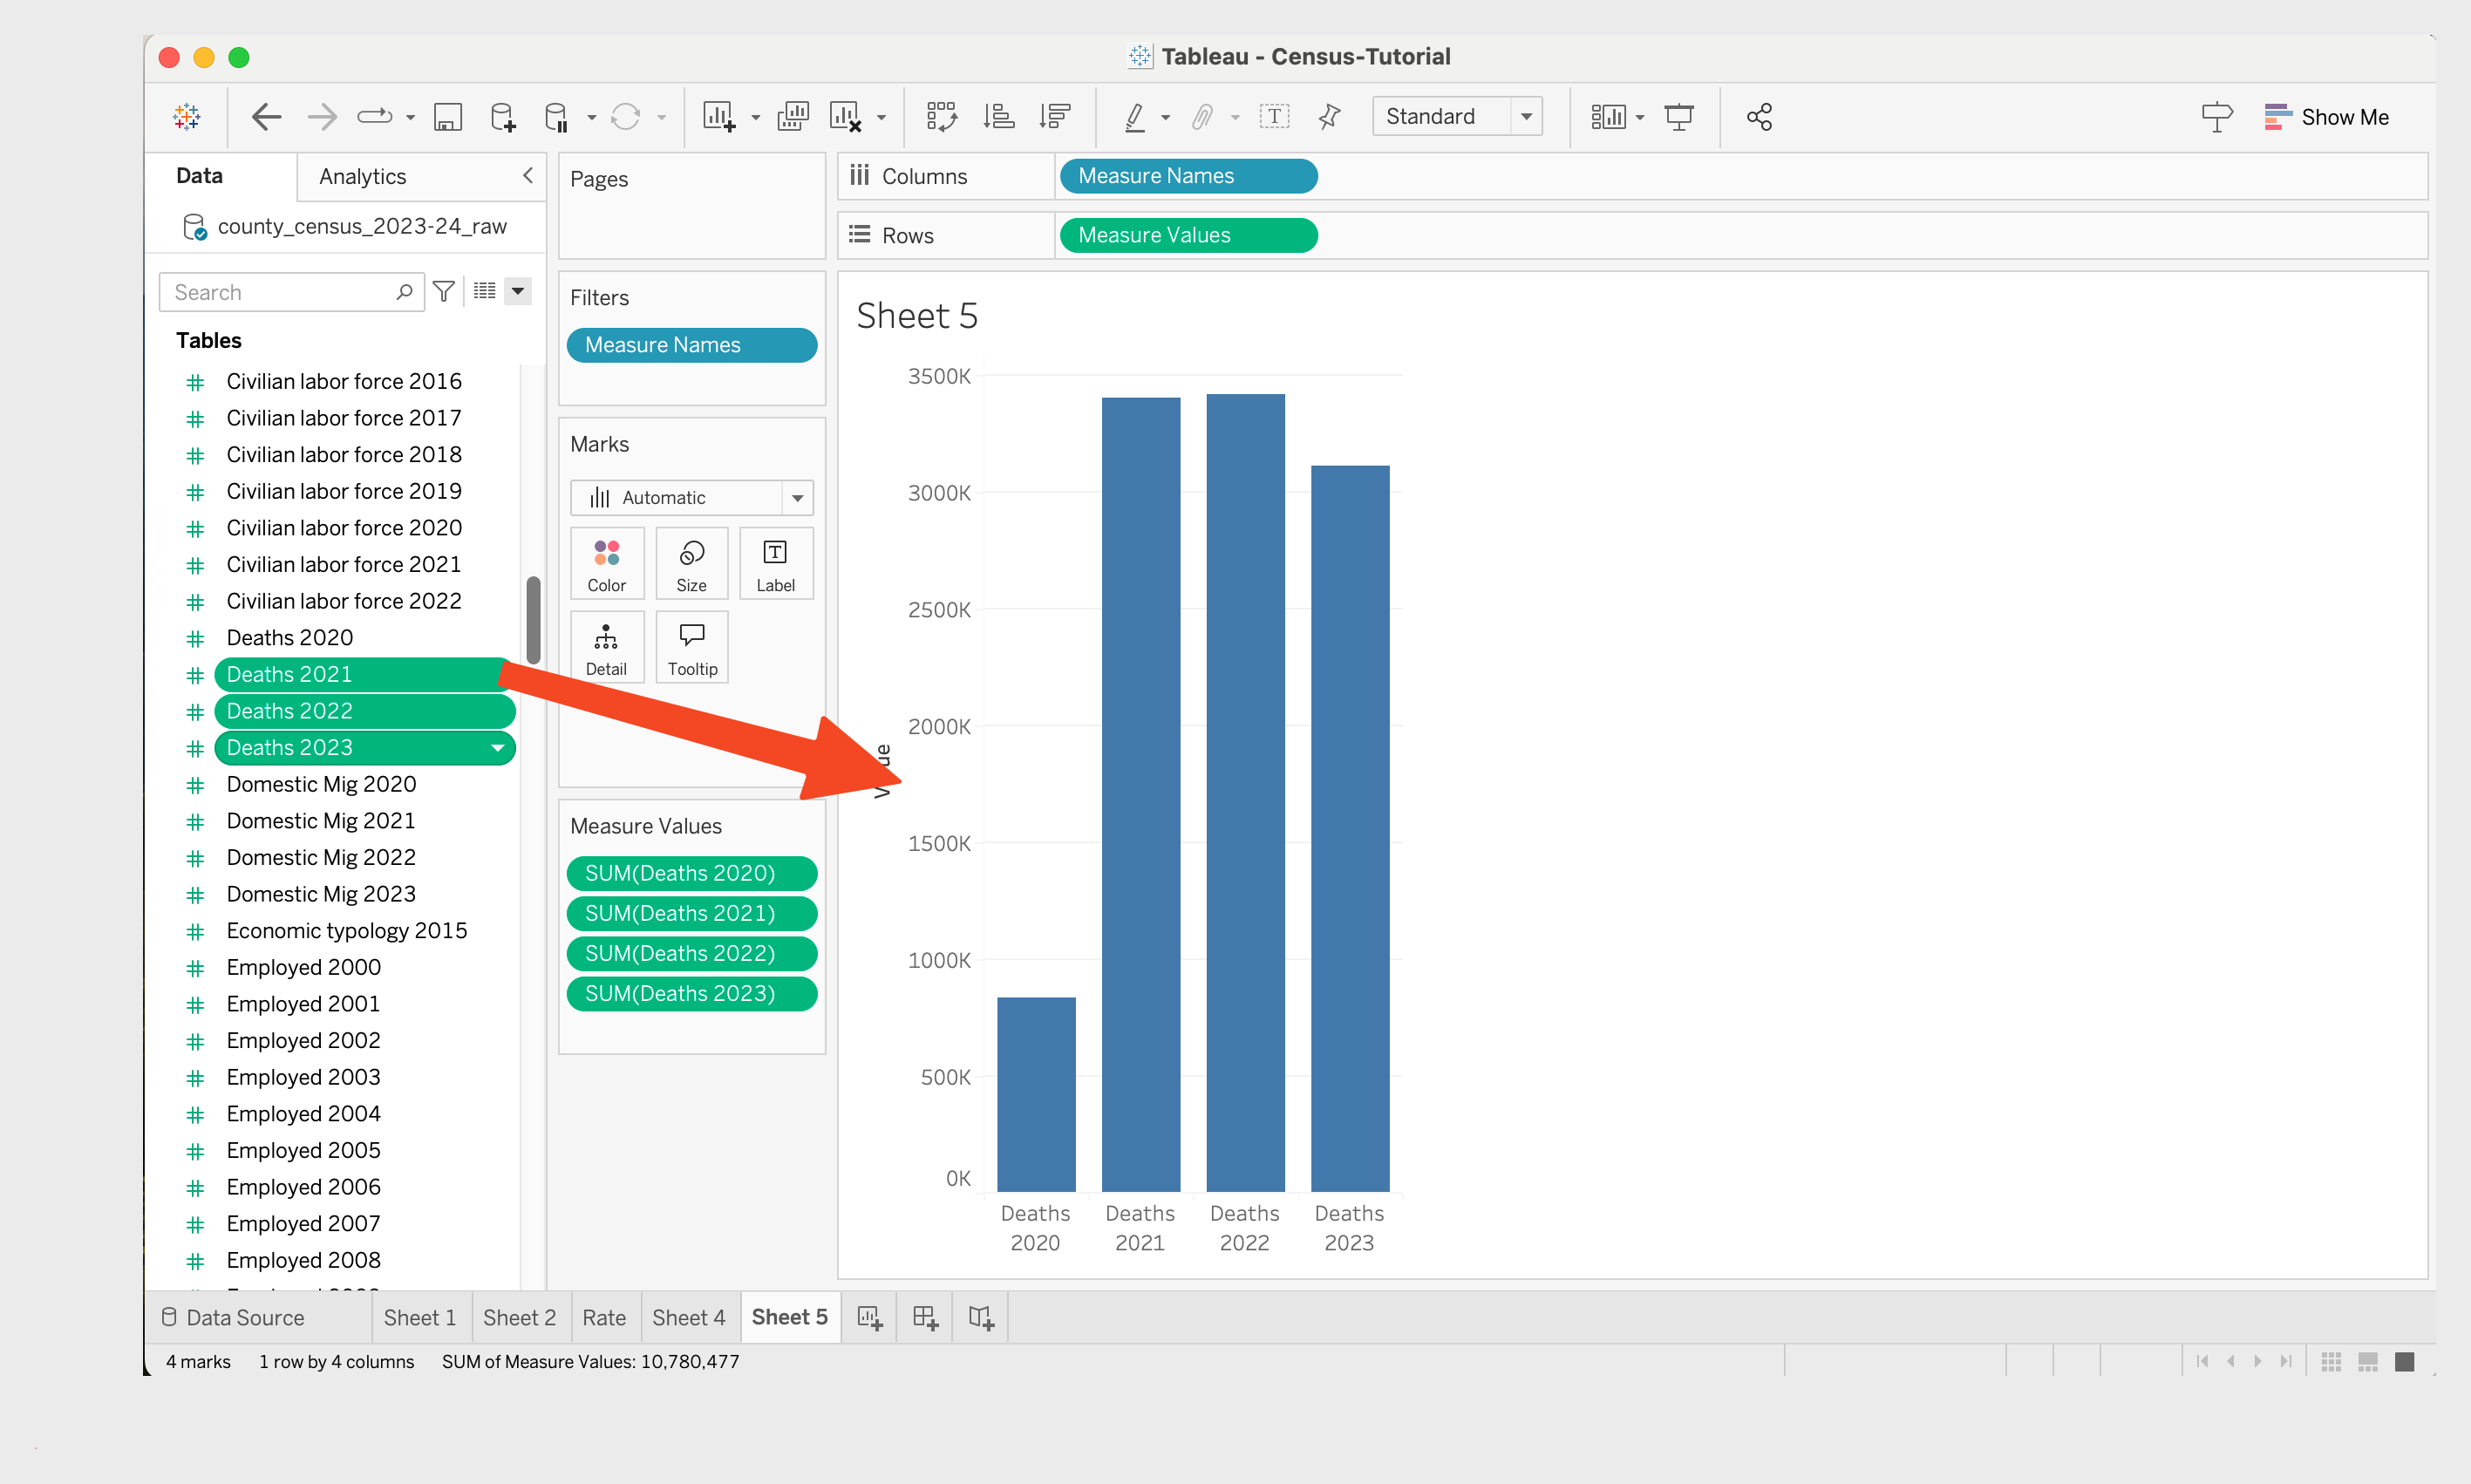 Tableau - Census-Tutorial
Standard
Show Me
Data
Analytics
county_census_2023-24_raw
Search
Tables
Civilian labor force 2016
Civilian labor force 2017
Civilian labor force 2018
Civilian labor force 2019
Civilian labor force 2020
Civilian labor force 2021
Civilian labor force 2022
Deaths 2020
Deaths 2021
Deaths 2022
Deaths 2023
Domestic Mig 2020
Domestic Mig 2021
Domestic Mig 2022
Domestic Mig 2023
Economic typology 2015
Employed 2000
Employed 2001
Employed 2002
Employed 2003
Employed 2004
Employed 2005
Employed 2006
Employed 2007
Employed 2008
Pages
Filters
Measure Names
Marks
Automatic
Color
Size
Label
Detail
Tooltip
Measure Values
SUM(Deaths 2020)
SUM(Deaths 2021)
SUM(Deaths 2022)
SUM(Deaths 2023)
Columns
Measure Names
Rows
Measure Values
Sheet 5
3500K
3000K
2500K
2000K
1500K
1000K
500K
0K
Deaths 2020
Deaths 2021
Deaths 2022
Deaths 2023
Data Source
Sheet 1
Sheet 2
Rate
Sheet 4
Sheet 5
4 marks
1 row by 4 columns
SUM of Measure Values: 10,780,477